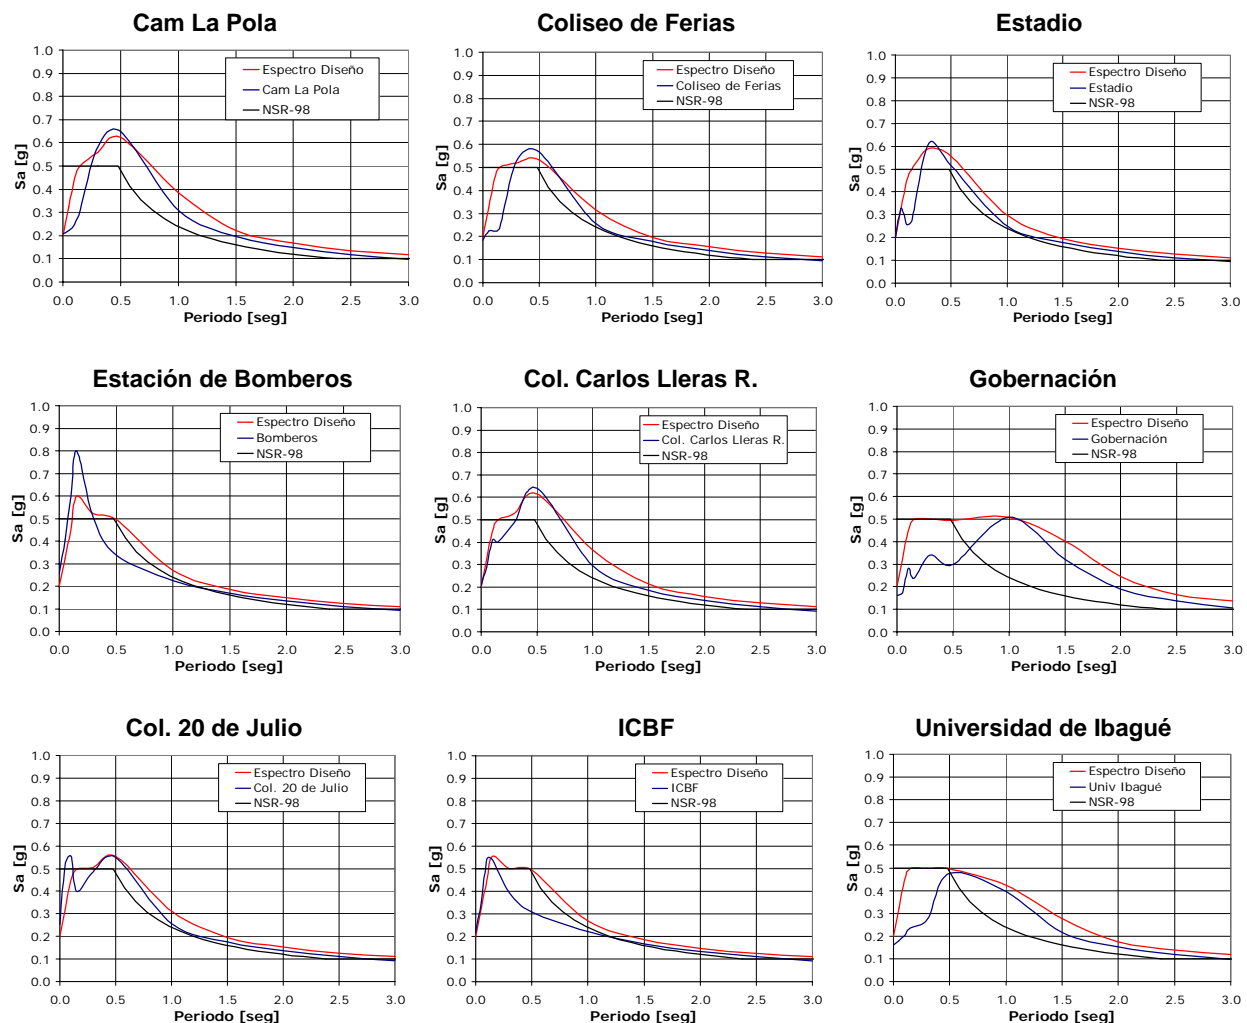 Cam La Pola
Coliseo de Ferias
Estadio
Sa [g]
1.0
0.9
0.8
0.7
0.6
0.5
0.4
0.3
0.2
0.1
0.0
Espectro Diseño
Cam La Pola
NSR-98
0.0 0.5 1.0 1.5 2.0 2.5 3.0
Periodo [seg]
1.0
0.9
0.8
0.7
0.6
0.5
0.4
0.3
0.2
0.1
0.0
Espectro Diseño
Coliseo de Ferias
NSR-98
0.0 0.5 1.0 1.5 2.0 2.5 3.0
Periodo [seg]
1.0
0.9
0.8
0.7
0.6
0.5
0.4
0.3
0.2
0.1
0.0
Espectro Diseño
Estadio
NSR-98
0.0 0.5 1.0 1.5 2.0 2.5 3.0
Periodo [seg]
Estación de Bomberos
Col. Carlos Lleras R.
Gobernación
1.0
0.9
0.8
0.7
0.6
0.5
0.4
0.3
0.2
0.1
0.0
Espectro Diseño
Bomberos
NSR-98
0.0 0.5 1.0 1.5 2.0 2.5 3.0
Periodo [seg]
1.0
0.9
0.8
0.7
0.6
0.5
0.4
0.3
0.2
0.1
0.0
Espectro Diseño
Col. Carlos Lleras R.
NSR-98
0.0 0.5 1.0 1.5 2.0 2.5 3.0
Periodo [seg]
1.0
0.9
0.8
0.7
0.6
0.5
0.4
0.3
0.2
0.1
0.0
Espectro Diseño
Gobernación
NSR-98
0.0 0.5 1.0 1.5 2.0 2.5 3.0
Periodo [seg]
Col. 20 de Julio
ICBF
Universidad de Ibagué
Sa [g]
1.0
0.9
0.8
0.7
0.6
0.5
0.4
0.3
0.2
0.1
0.0
Espectro Diseño
Col. 20 de Julio
NSR-98
0.0 0.5 1.0 1.5 2.0 2.5 3.0
Periodo [seg]
Sa [g]
1.0
0.9
0.8
0.7
0.6
0.5
0.4
0.3
0.2
0.1
0.0
Espectro Diseño
ICBF
NSR-98
0.0 0.5 1.0 1.5 2.0 2.5 3.0
Periodo [seg]
Sa [g]
1.0
0.9
0.8
0.7
0.6
0.5
0.4
0.3
0.2
0.1
0.0
Espectro Diseño
Univ Ibagué
NSR-98
0.0 0.5 1.0 1.5 2.0 2.5 3.0
Periodo [seg]